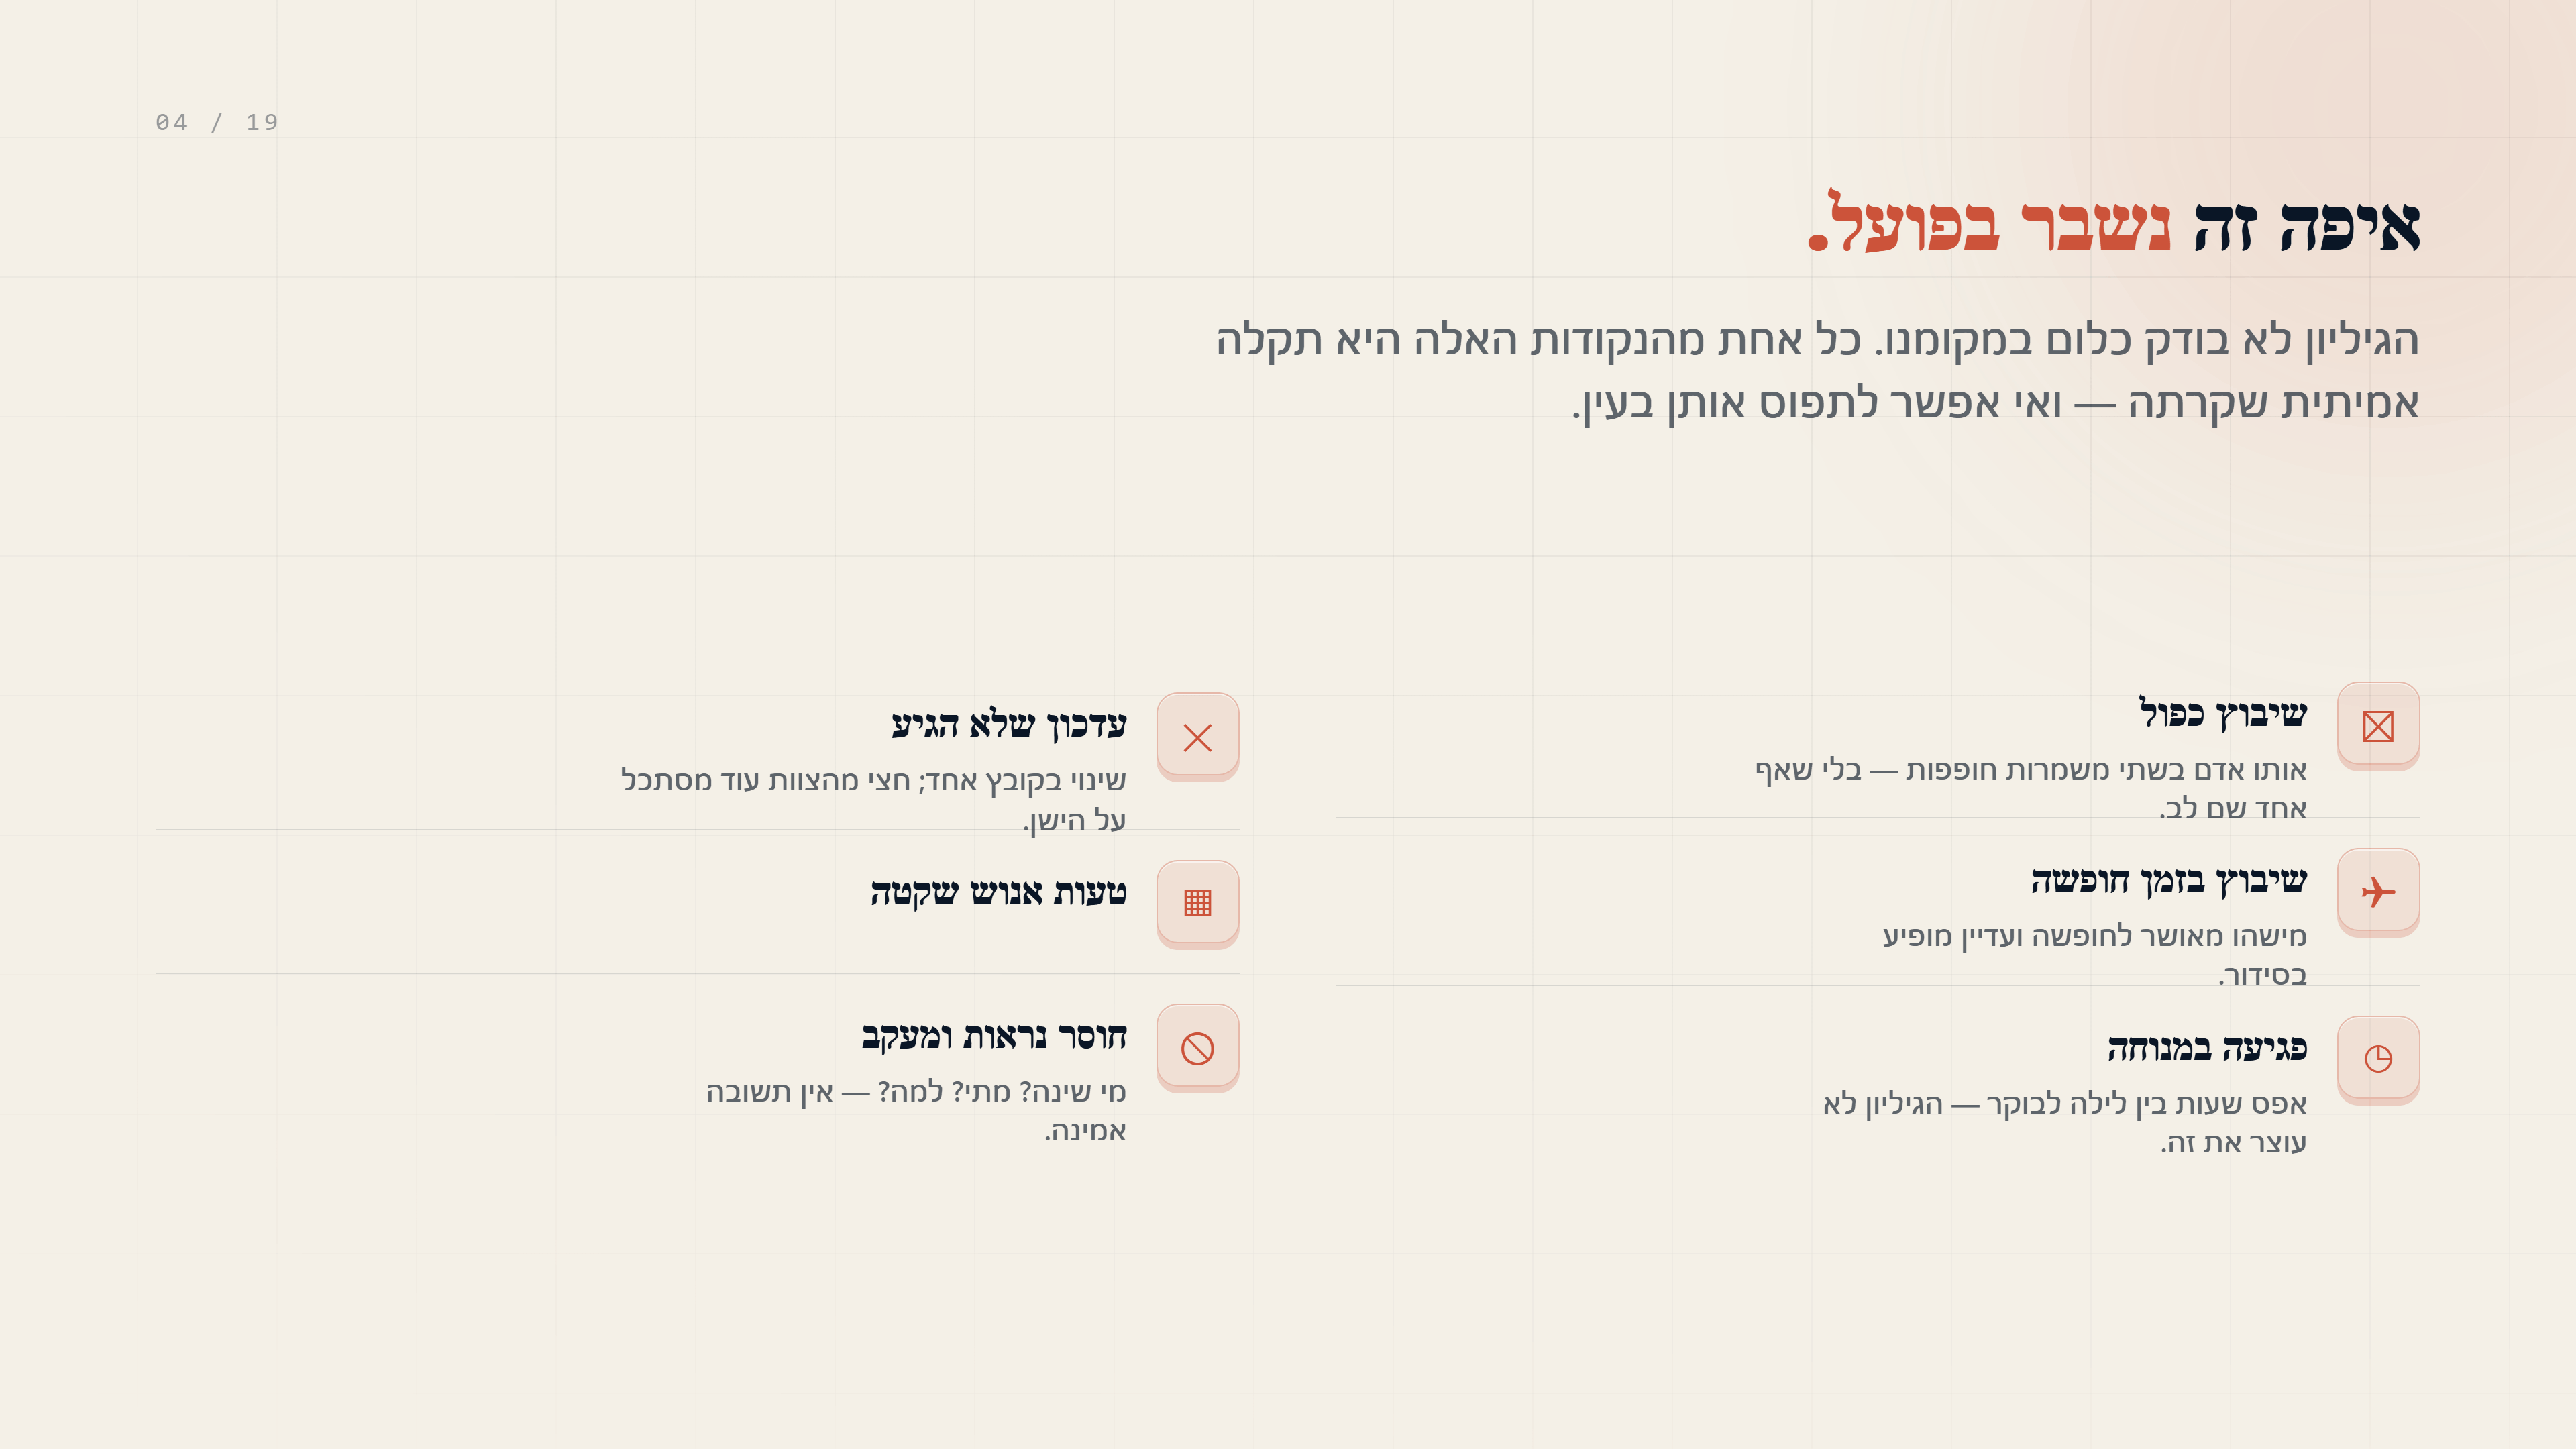 04 / 19
איפה זה נשבר בפועל.
הגיליון לא בודק כלום במקומנו. כל אחת מהנקודות האלה היא תקלה
אמיתית שקרתה — ואי אפשר לתפוס אותן בעין.
שיבוץ כפול
אותו אדם בשתי משמרות חופפות — בלי שאף
אחד שם לב.
שיבוץ בזמן חופשה
מישהו מאושר לחופשה ועדיין מופיע
בסידור.
פגיעה במנוחה
אפס שעות בין לילה לבוקר — הגיליון לא
עוצר את זה.
עדכון שלא הגיע
שינוי בקובץ אחד; חצי מהצוות עוד מסתכל
על הישן.
טעות אנוש שקטה
חוסר נראות ומעקב
מי שינה? מתי? למה? — אין תשובה
אמינה.